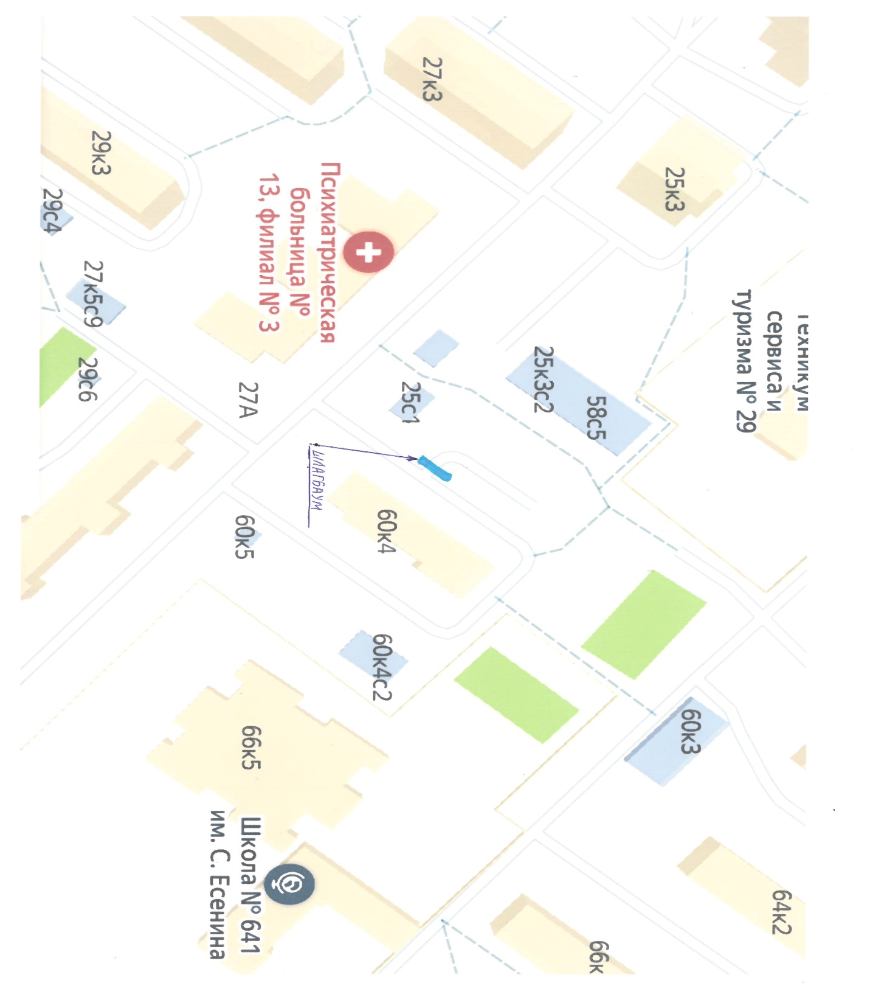 Техникум
сервиса и
туризма № 29
25к3
58с5
25к3с2
27к3
25с1
Психиатрическая
больница №
13, филиал № 3
27А
29к3
29с4
27к5с9
29с6
ШЛАГБАУМ
60к4
60к5
60к4с2
60к3
64к2
66к
66к5
Школа № 641
им. С. Есенина